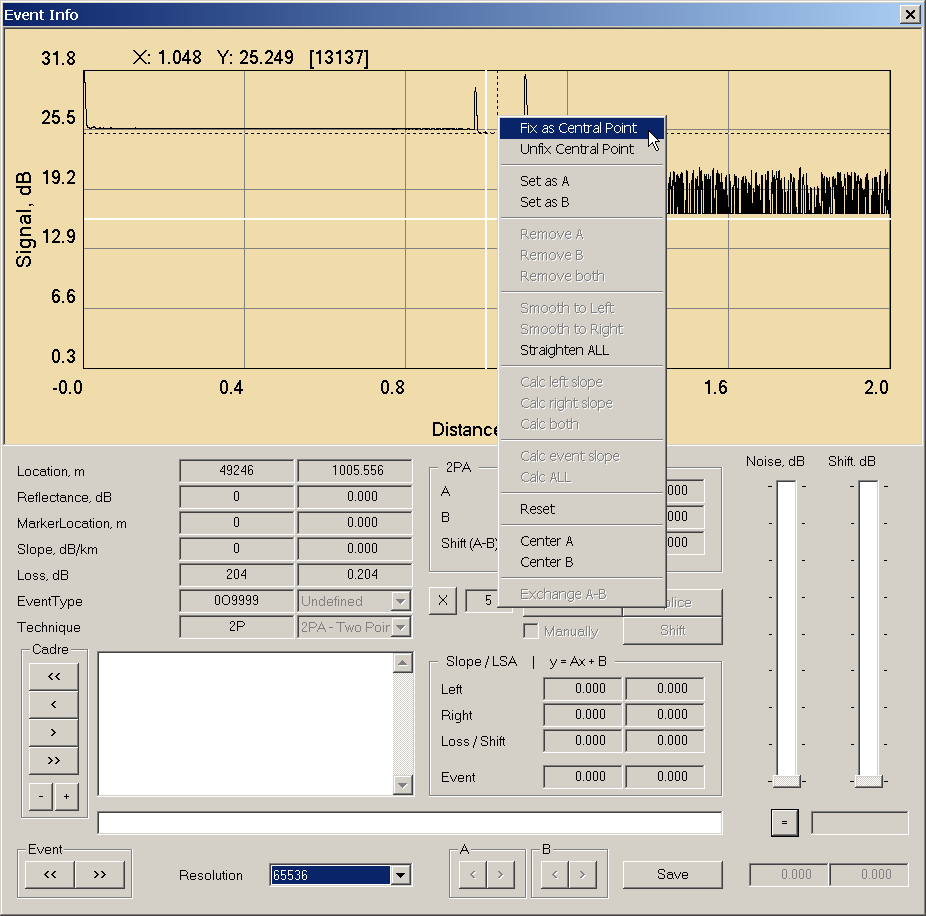 Event Info
31.8
X: 1.048 Y: 25.249 [13137]
25.5
19.2
12.9
6.6
0.3
Signal, dB
-0.0 0.4 0.8 1.6 2.0
Distance
Fix as Central Point
Unfix Central Point
Set as A
Set as B
Remove A
Remove B
Remove both
Smooth to Left
Smooth to Right
Straighten ALL
Calc left slope
Calc right slope
Calc both
Calc event slope
Calc ALL
Reset
Center A
Center B
Exchange A-B
Location, m 49246 1005.556
Reflectance, dB 0 0.000
MarkerLocation, m 0 0.000
Slope, dB/km 0 0.000
Loss, dB 204 0.204
EventType 0O9999 Undefined
Technique 2P 2PA - Two Poir
2PA
A 000
B 000
Shift (A-B) 000
X 5 plice
Manually Shift
Noise, dB Shift. dB
Cadre
<<
<
>
>>
- +
Slope / LSA | y = Ax + B
Left 0.000 0.000
Right 0.000 0.000
Loss / Shift 0.000 0.000
Event 0.000 0.000
=
Event
<< >>
Resolution 65536
A
< >
B
< >
Save
0.000 0.000